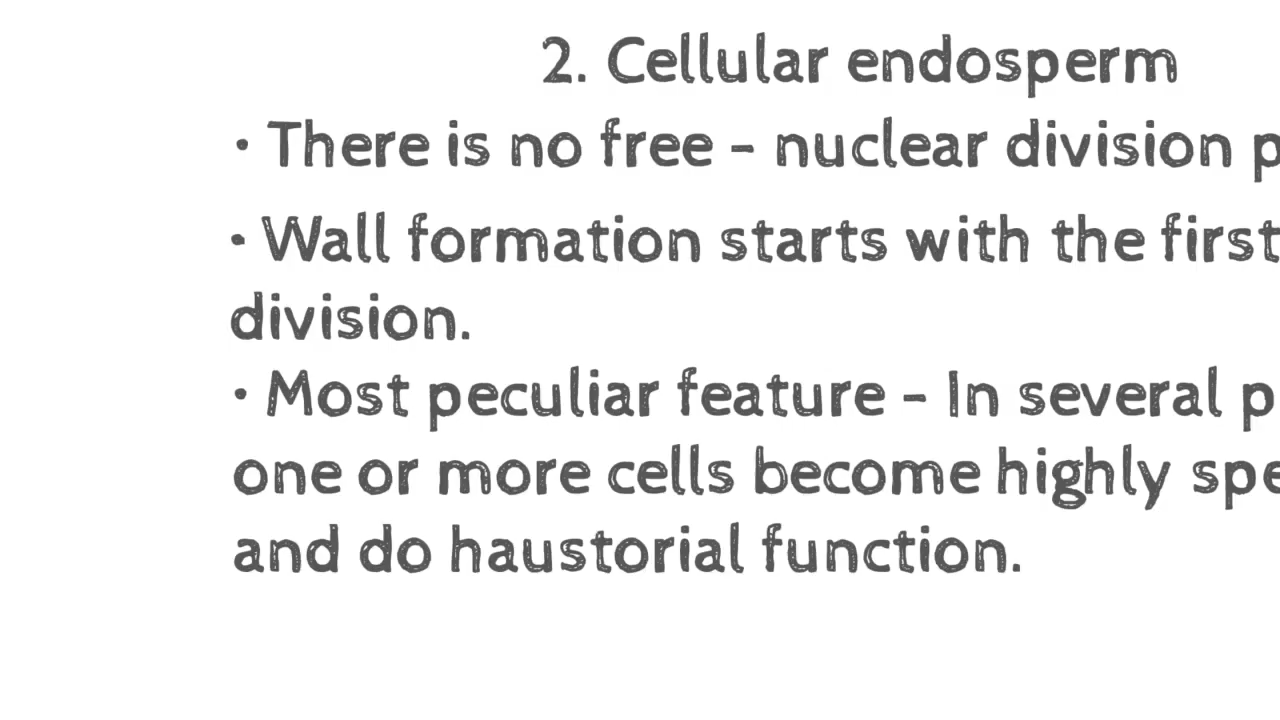 2. Cellular endosperm
• There is no free - nuclear division
• Wall formation starts with the first
division.
• Most peculiar feature - In several
one or more cells become highly
and do haustorial function.